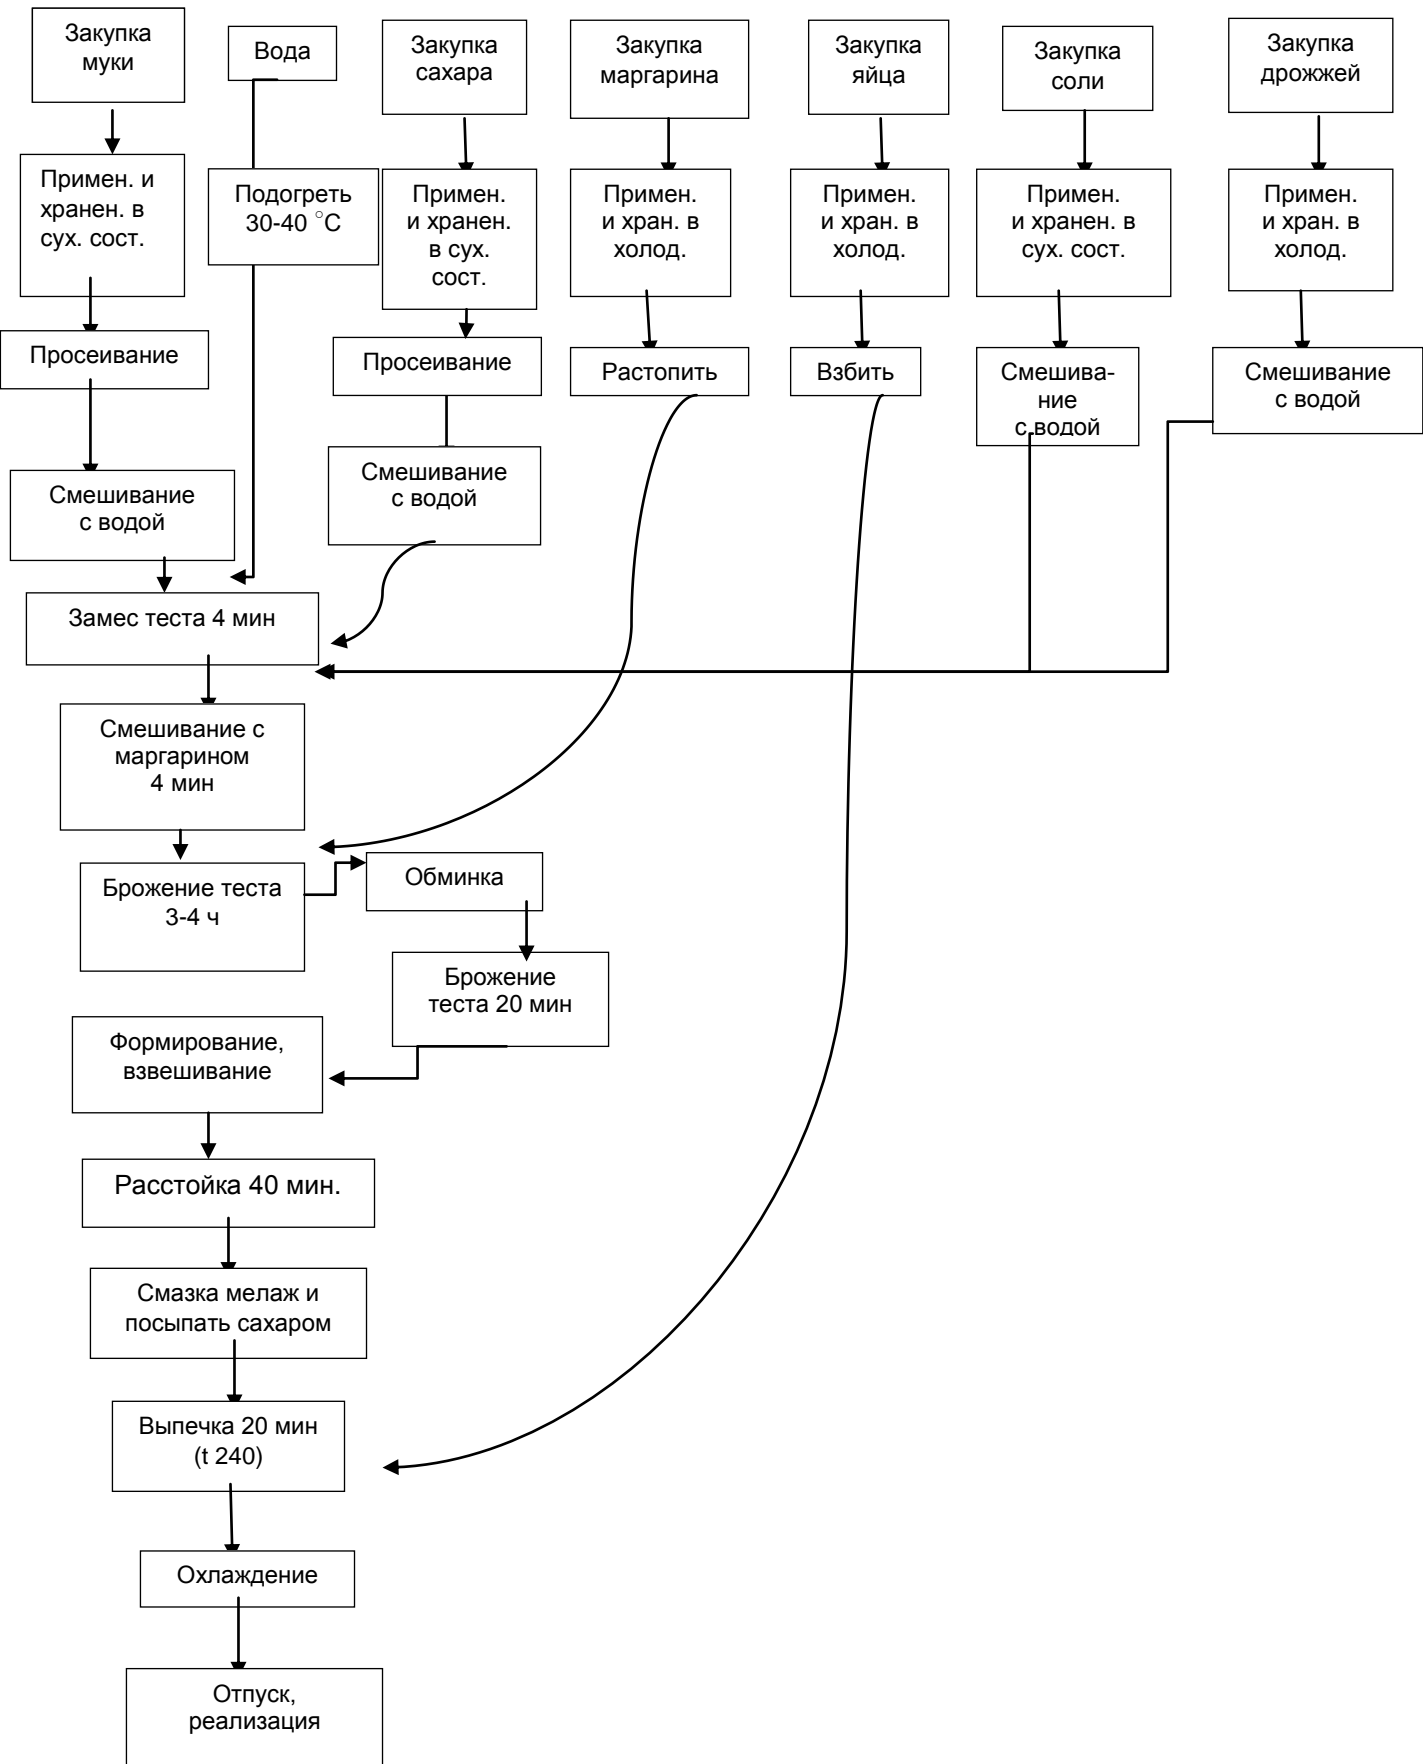 Закупка
муки
Вода
Закупка
сахара
Закупка
маргарина
Закупка
яйца
Закупка
соли
Закупка
дрожжей
Примен. и
хранен. в
сух. сост.
Подогреть
30-40 °C
Примен.
и хранен.
в сух.
сост.
Примен.
и хран. в
холод.
Примен.
и хран. в
холод.
Примен.
и хранен. в
сух. сост.
Примен.
и хран. в
холод.
Просеивание
Просеивание
Растопить
Взбить
Смешива-
ние
с водой
Смешивание
с водой
Смешивание
с водой
Смешивание
с водой
Замес теста 4 мин
Смешивание с
маргарином
4 мин
Брожение теста
3-4 ч
Обминка
Брожение
теста 20 мин
Формирование,
взвешивание
Расстойка 40 мин.
Смазка мелаж и
посыпать сахаром
Выпечка 20 мин
(t 240)
Охлаждение
Отпуск,
реализация